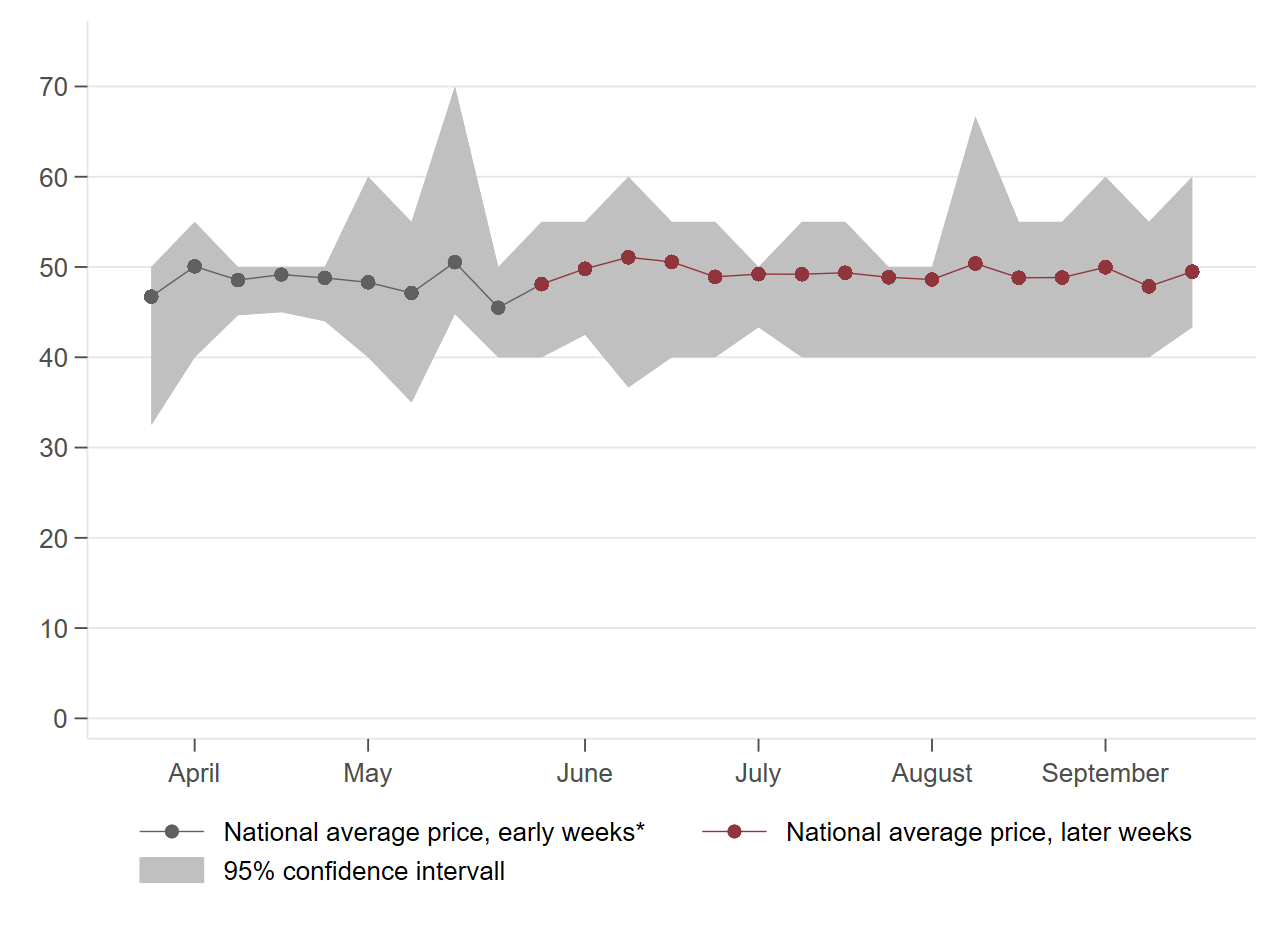 70
60
50
40
30
20
10
0
April May June July August September
National average price, early weeks* National average price, later weeks
95% confidence intervall